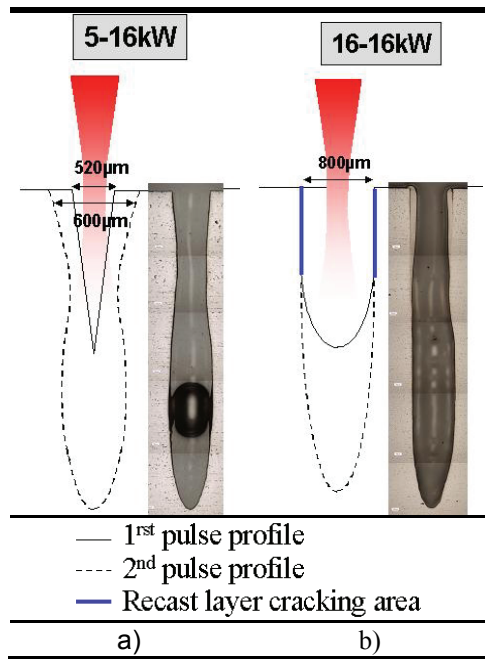 5-16kW
16-16kW
520µm
600µm
800µm
1rst pulse profile
2nd pulse profile
Recast layer cracking area
a)
b)